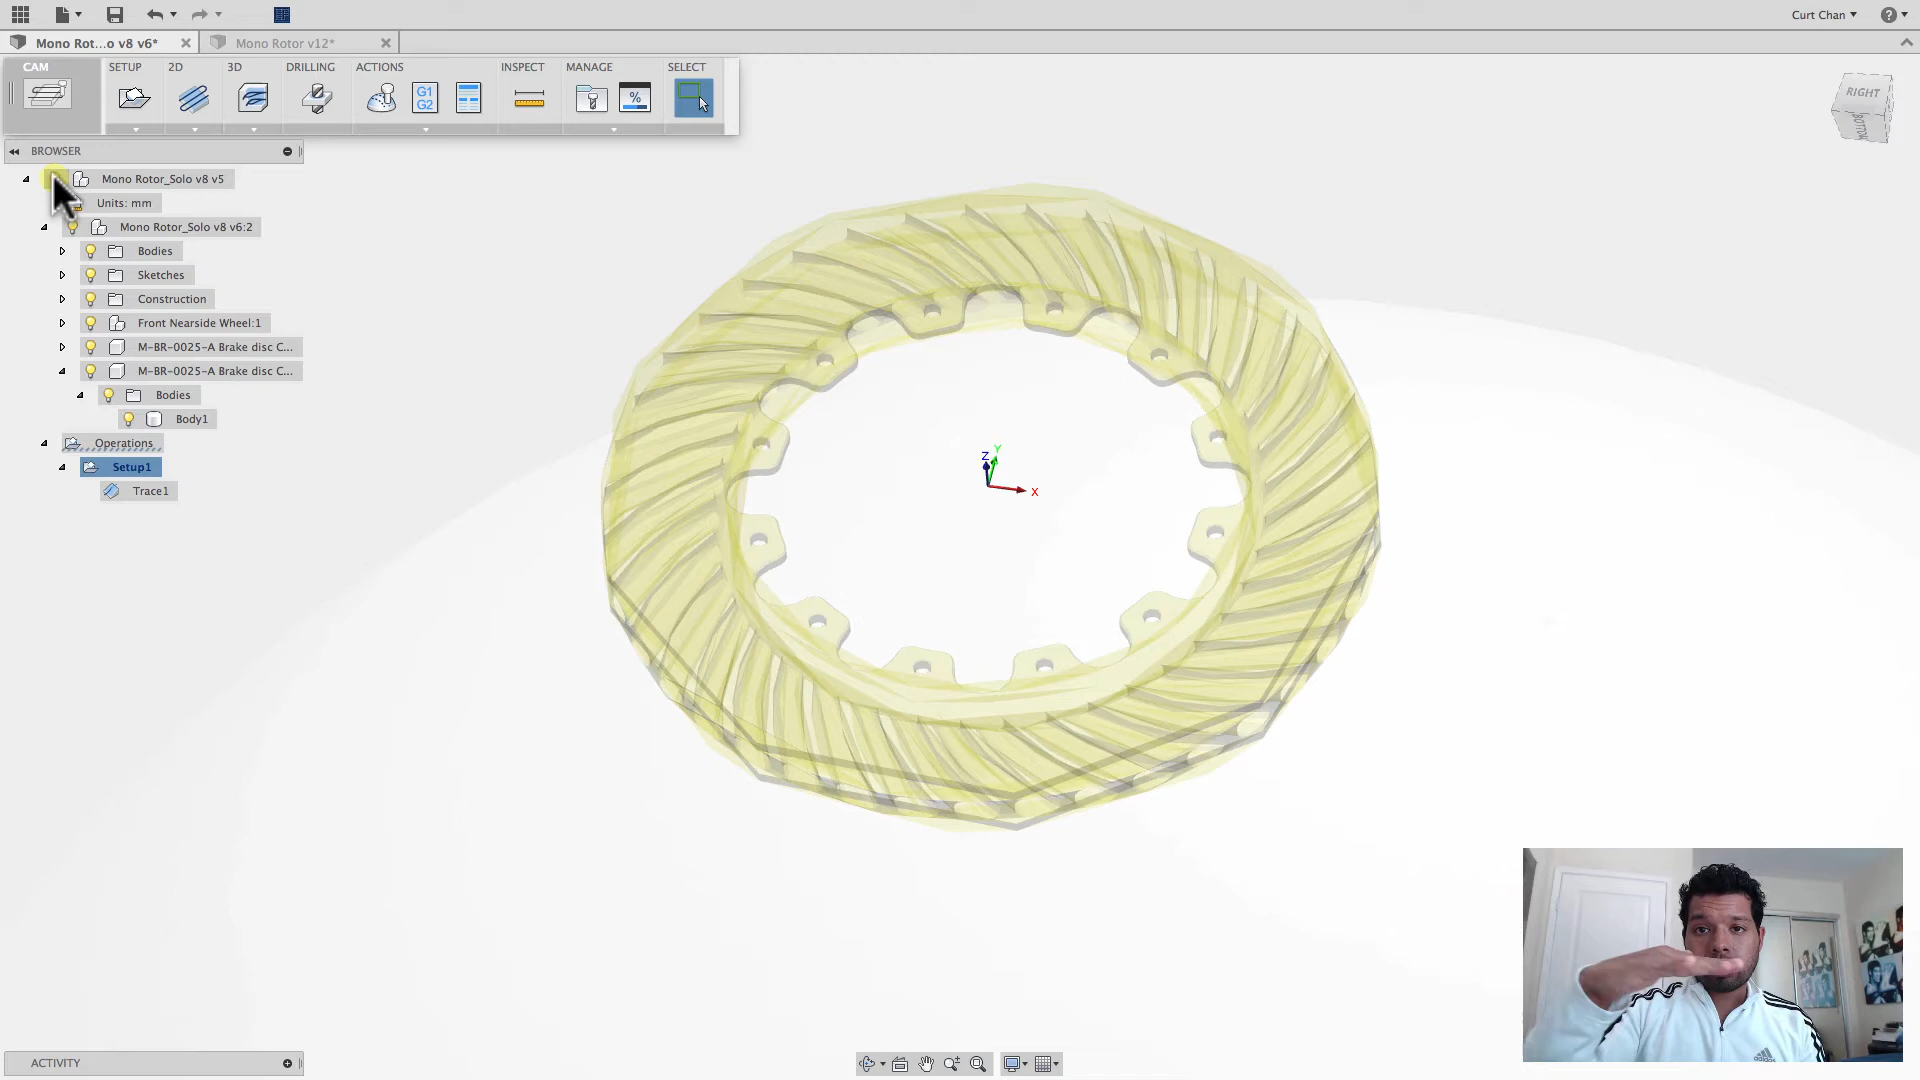 Curt Chan
Mono Rot...o v8 v6*
Mono Rotor v12*
CAM
SETUP
2D
3D
DRILLING
ACTIONS
INSPECT
MANAGE
SELECT
G1
G2
%
RIGHT
BOTTOM
BROWSER
Mono Rotor_Solo v8 v5
Units: mm
Mono Rotor_Solo v8 v6:2
Bodies
Sketches
Construction
Front Nearside Wheel:1
M-BR-0025-A Brake disc C...
M-BR-0025-A Brake disc C...
Bodies
Body1
Operations
Setup1
Trace1
Z
Y
X
ACTIVITY